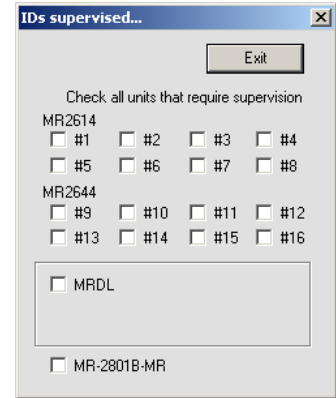 IDs supervised...
Exit
Check all units that require supervision
MR2614
#1 #2 #3 #4
#5 #6 #7 #8
MR2644
#9 #10 #11 #12
#13 #14 #15 #16
MRDL
MR-2801B-MR